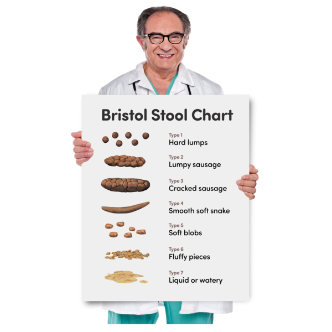 Bristol Stool Chart
Type 1
Hard lumps
Type 2
Lumpy sausage
Type 3
Cracked sausage
Type 4
Smooth soft snake
Type 5
Soft blobs
Type 6
Fluffy pieces
Type 7
Liquid or watery